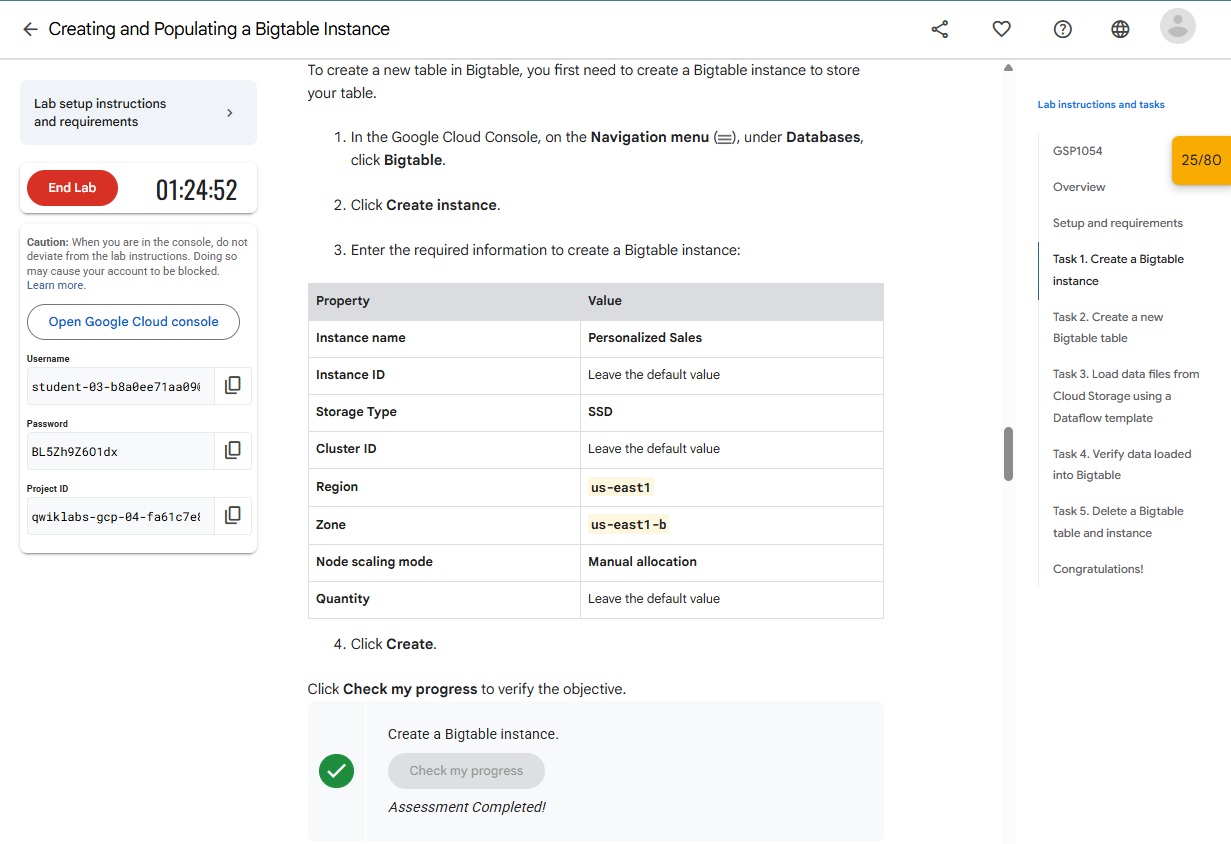 Creating and Populating a Bigtable Instance
Lab setup instructions
and requirements
End Lab
01:24:52
Caution: When you are in the console, do not
deviate from the lab instructions. Doing so
may cause your account to be blocked.
Learn more.
Open Google Cloud console
Username
student-03-b8a0ee71aa090
Password
BL5Zh9Z6O1dx
Project ID
qwiklabs-gcp-04-fa61c7e8
To create a new table in Bigtable, you first need to create a Bigtable instance to store
your table.
1. In the Google Cloud Console, on the Navigation menu (), under Databases,
click Bigtable.
2. Click Create instance.
3. Enter the required information to create a Bigtable instance:
Property Value
Instance name Personalized Sales
Instance ID Leave the default value
Storage Type SSD
Cluster ID Leave the default value
Region us-east1
Zone us-east1-b
Node scaling mode Manual allocation
Quantity Leave the default value
4. Click Create.
Click Check my progress to verify the objective.
Create a Bigtable instance.
Check my progress
Assessment Completed!
Lab instructions and tasks
25/80
GSP1054
Overview
Setup and requirements
Task 1. Create a Bigtable
instance
Task 2. Create a new
Bigtable table
Task 3. Load data files from
Cloud Storage using a
Dataflow template
Task 4. Verify data loaded
into Bigtable
Task 5. Delete a Bigtable
table and instance
Congratulations!